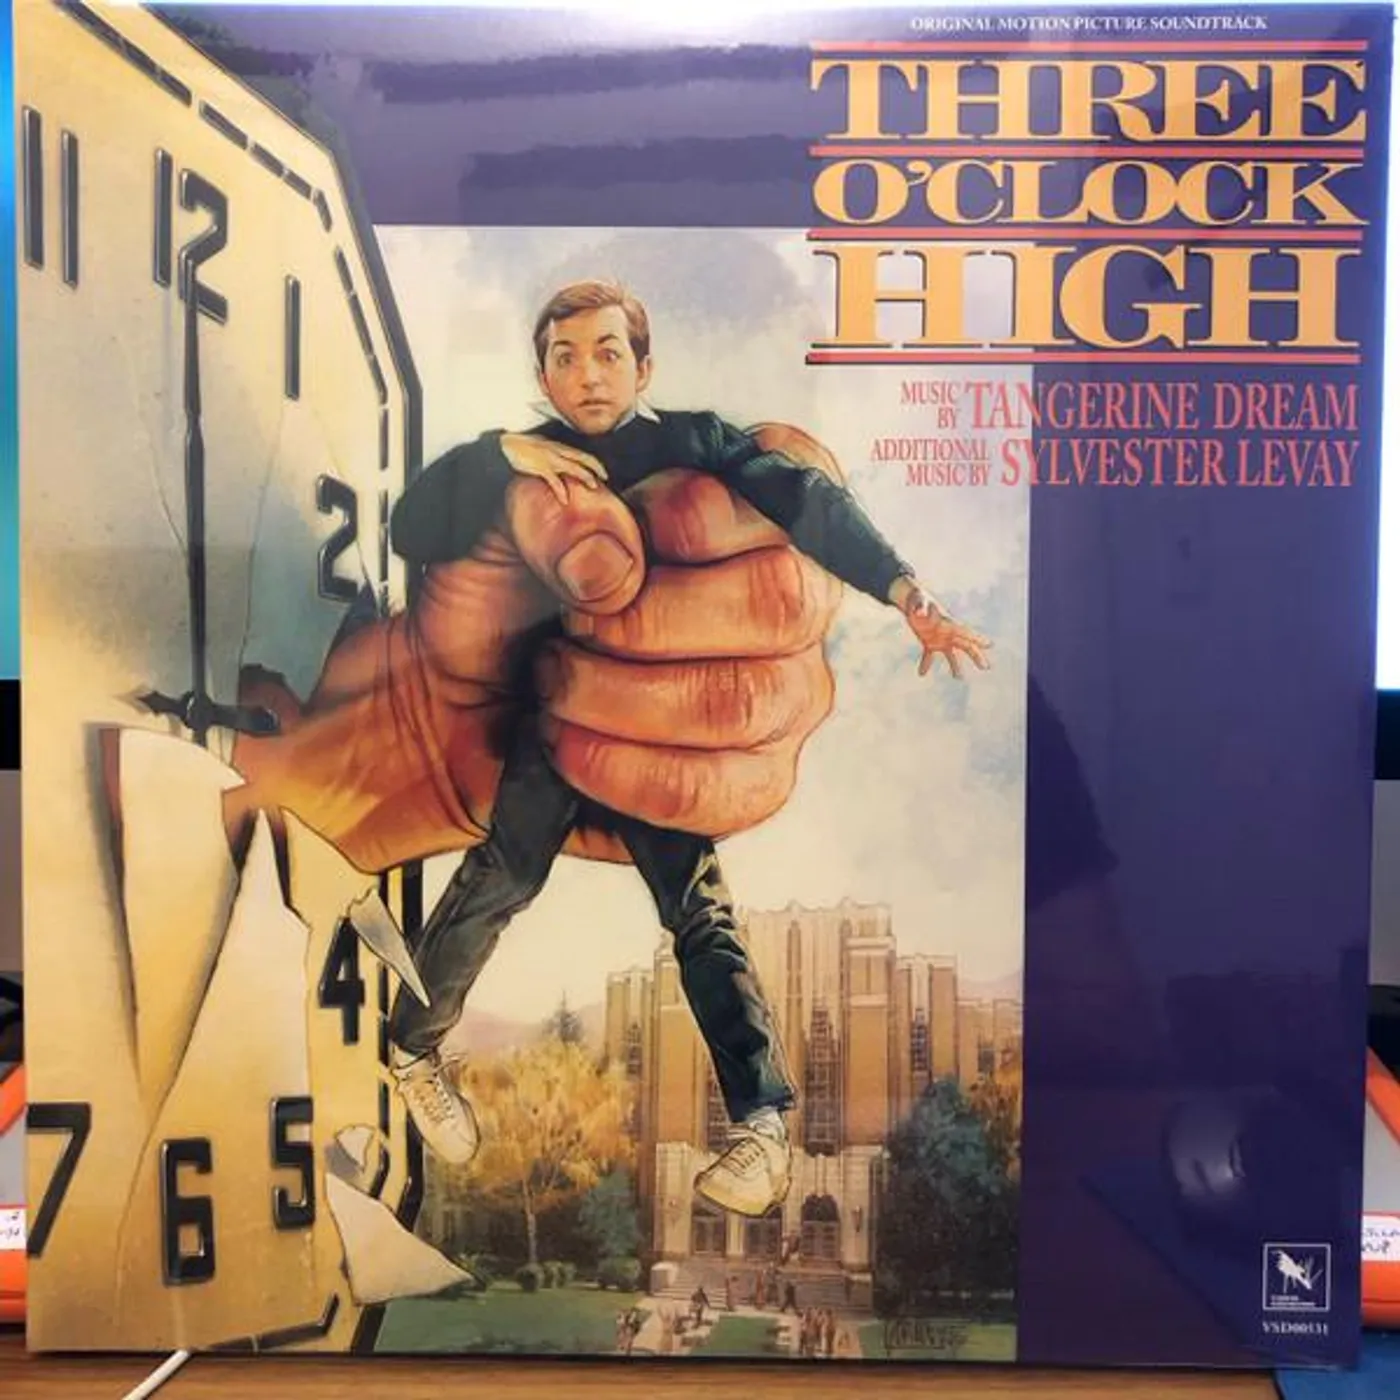 ORIGINAL MOTION PICTURE SOUNDTRACK
THREE
O'CLOCK
HIGH
MUSIC BY TANGERINE DREAM
ADDITIONAL MUSIC BY SYLVESTER LEVAY
11
12
1
2
4
5
6
7
VSD00531